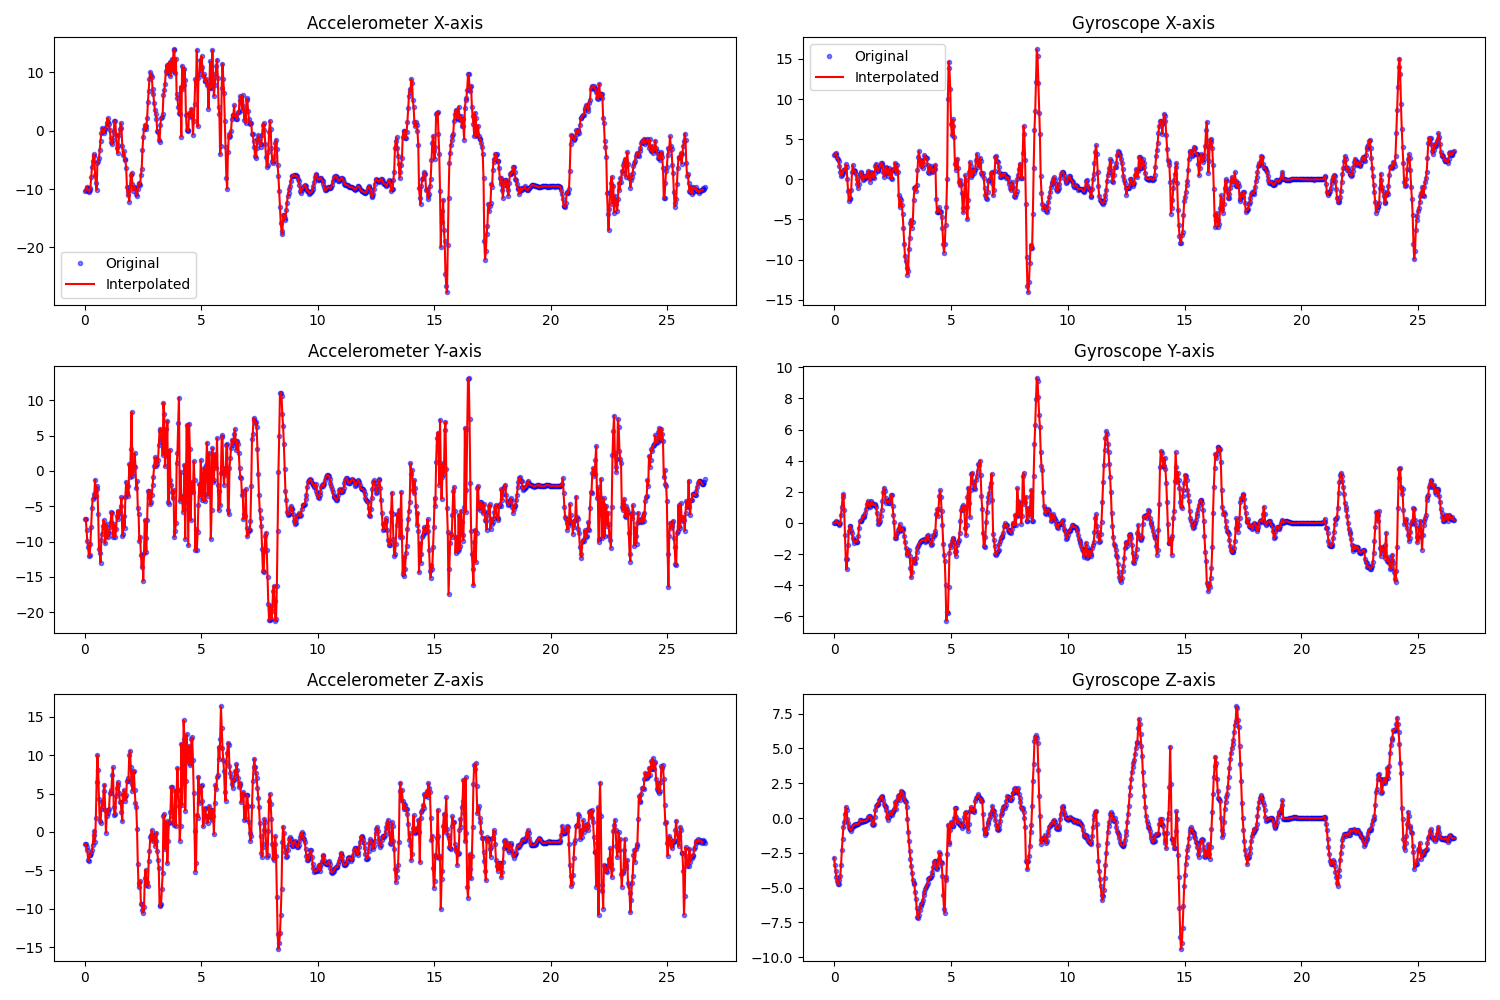 Accelerometer X-axis
10
0
−10
−20
Original
Interpolated
0 5 10 15 20 25
Gyroscope X-axis
15
10
5
0
−5
−10
−15
Original
Interpolated
0 5 10 15 20 25
Accelerometer Y-axis
10
5
0
−5
−10
−15
−20
0 5 10 15 20 25
Gyroscope Y-axis
10
8
6
4
2
0
−2
−4
−6
0 5 10 15 20 25
Accelerometer Z-axis
15
10
5
0
−5
−10
−15
0 5 10 15 20 25
Gyroscope Z-axis
7.5
5.0
2.5
0.0
−2.5
−5.0
−7.5
−10.0
0 5 10 15 20 25